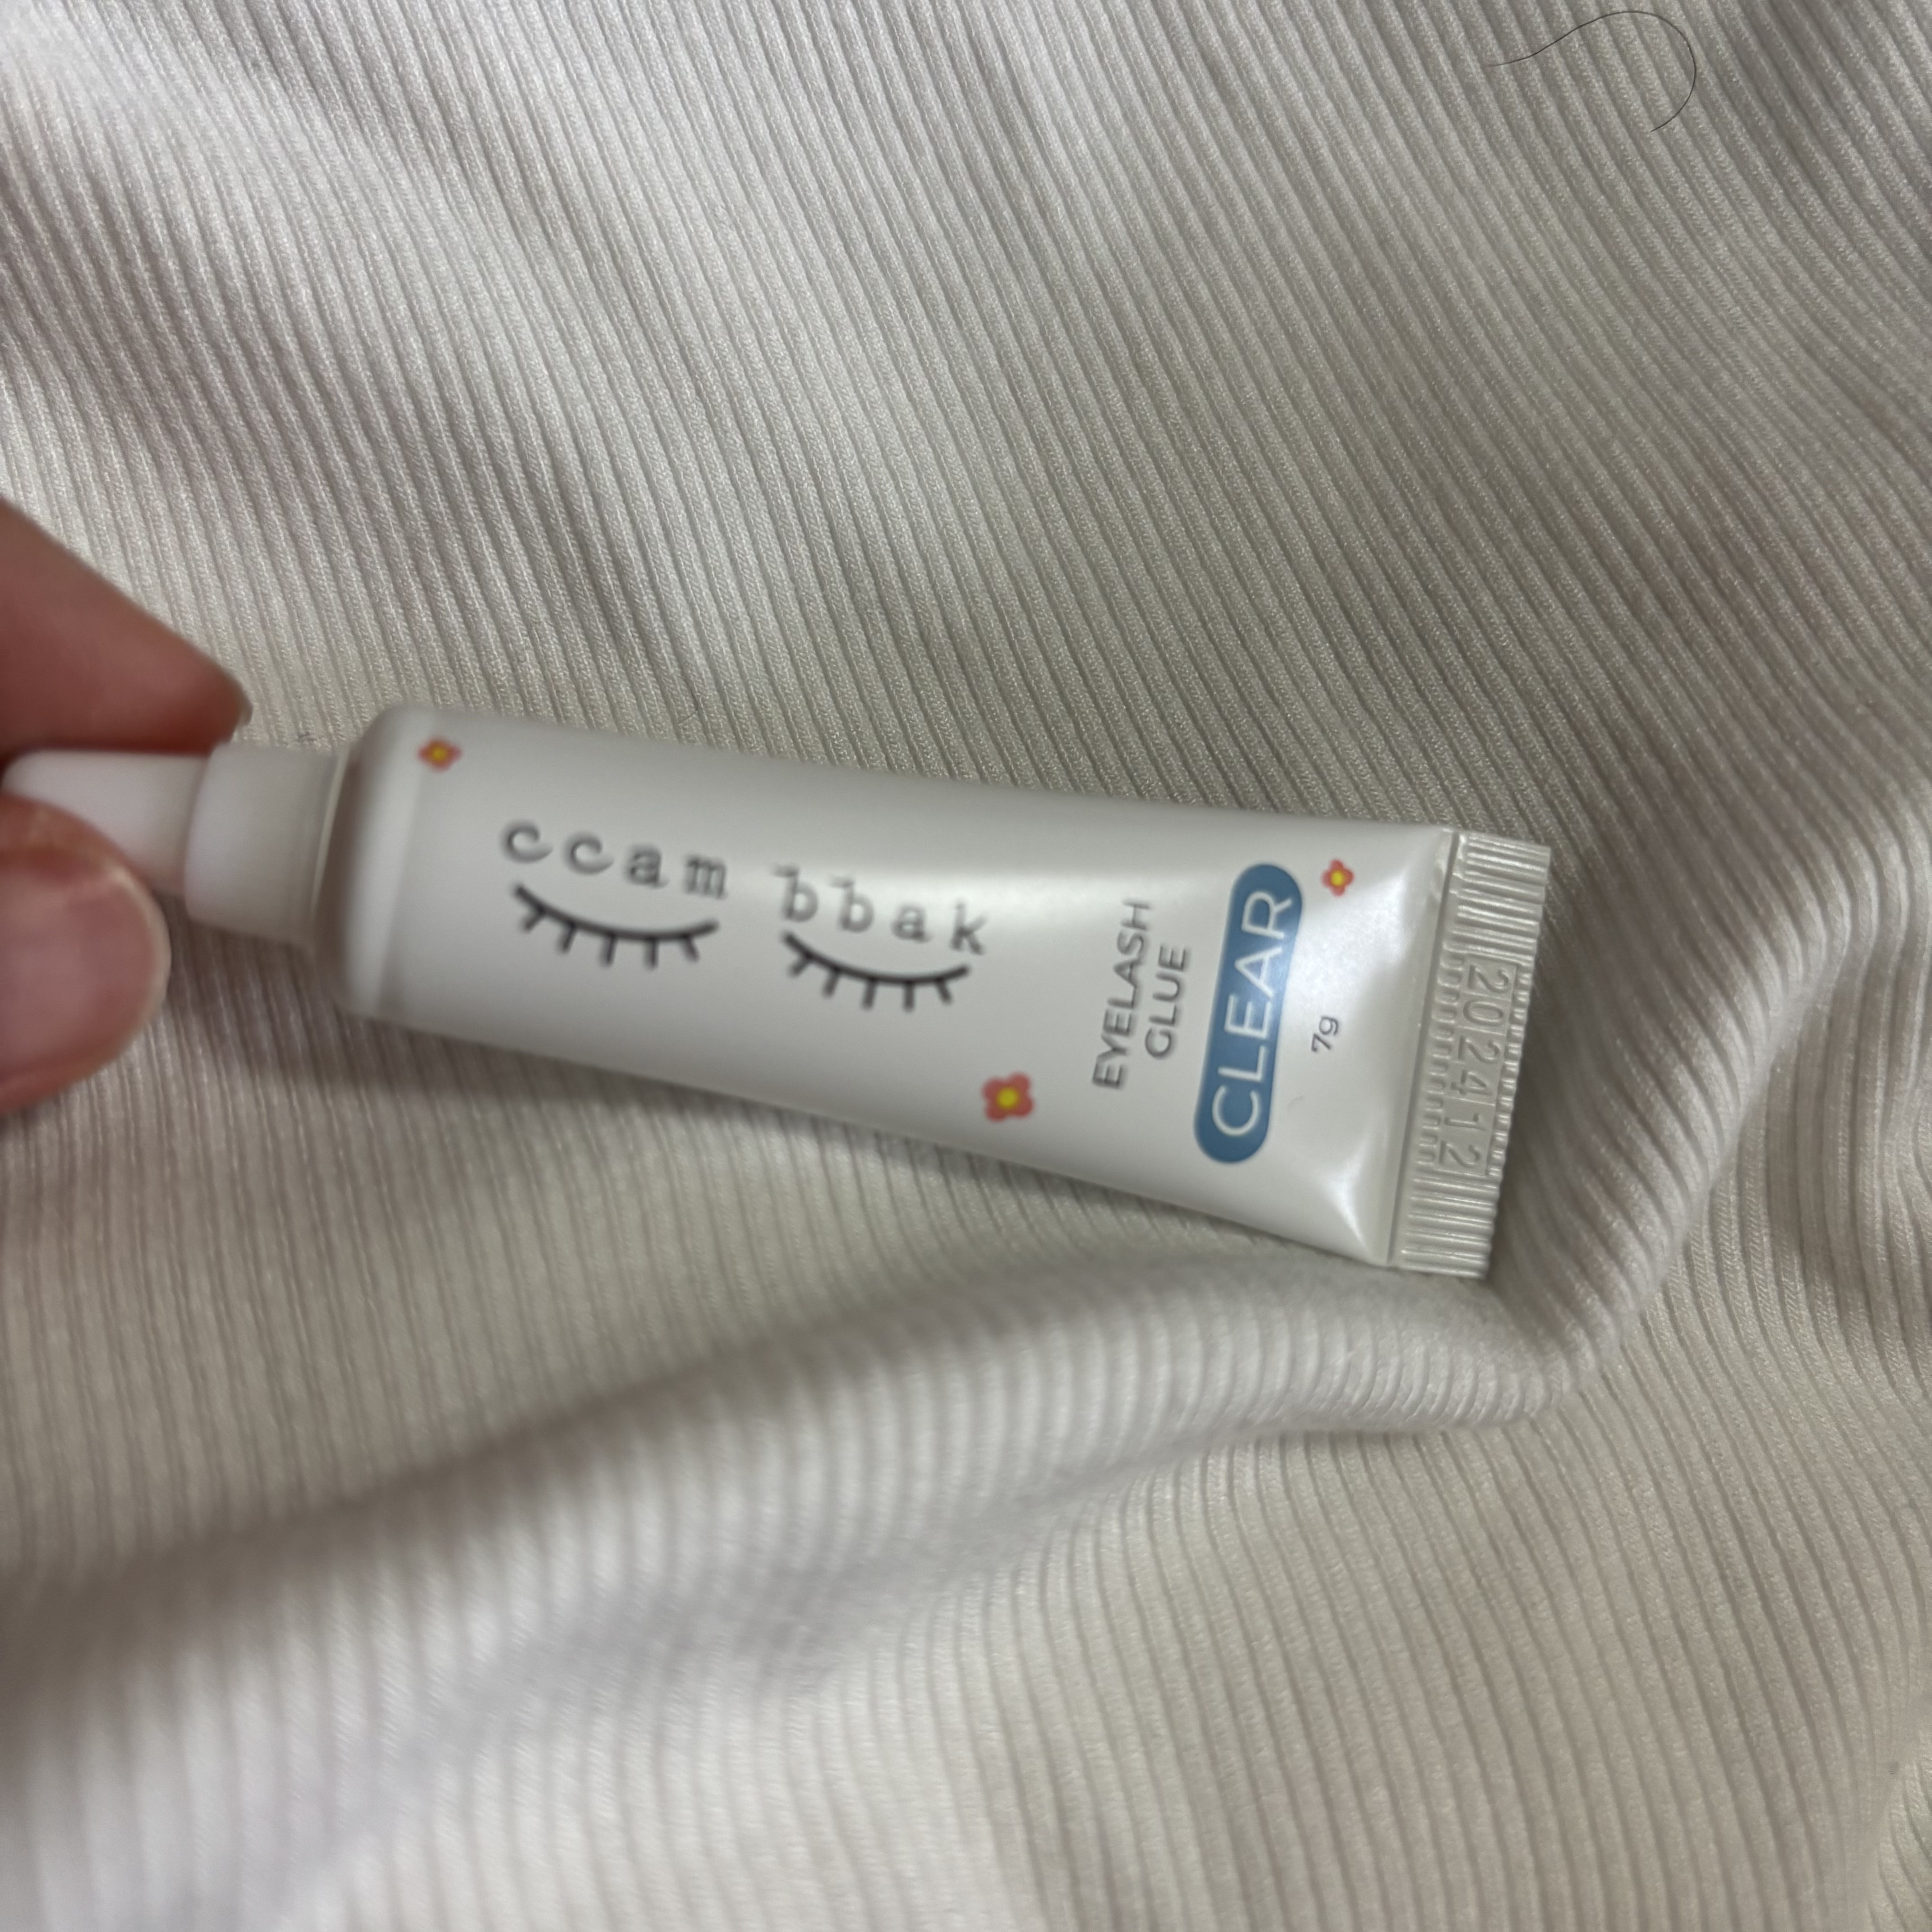 ccam bbak
EYELASH
GLUE
CLEAR
7g
202412